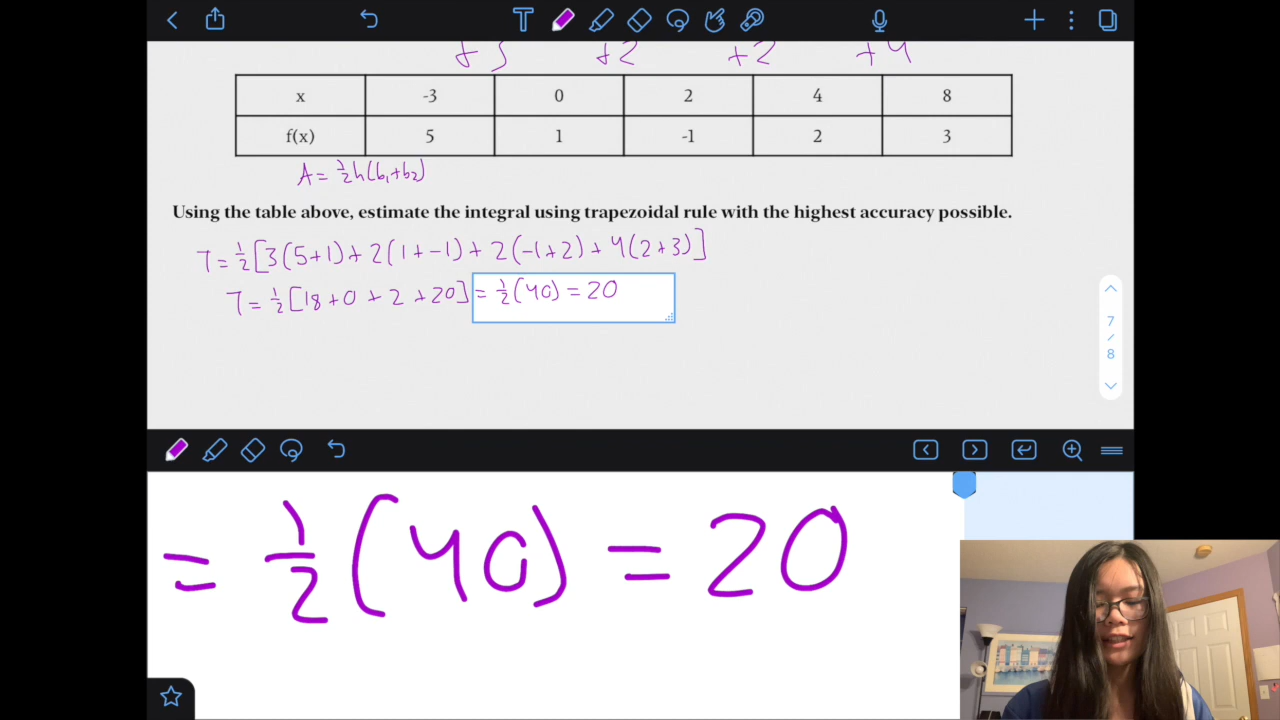 +3 +2 +2 +4
x -3 0 2 4 8
f(x) 5 1 -1 2 3
A = ½h(b₁+b₂)
Using the table above, estimate the integral using trapezoidal rule with the highest accuracy possible.
T = ½[3(5+1)+2(1+-1)+2(-1+2)+4(2+3)]
T = ½[18+0+2+20] = ½(40) = 20
7
/
8
= ½(40) = 20